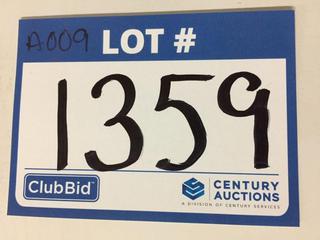 A009 LOT #
1359
ClubBid
CENTURY
AUCTIONS
A DIVISION OF CENTURY SERVICES